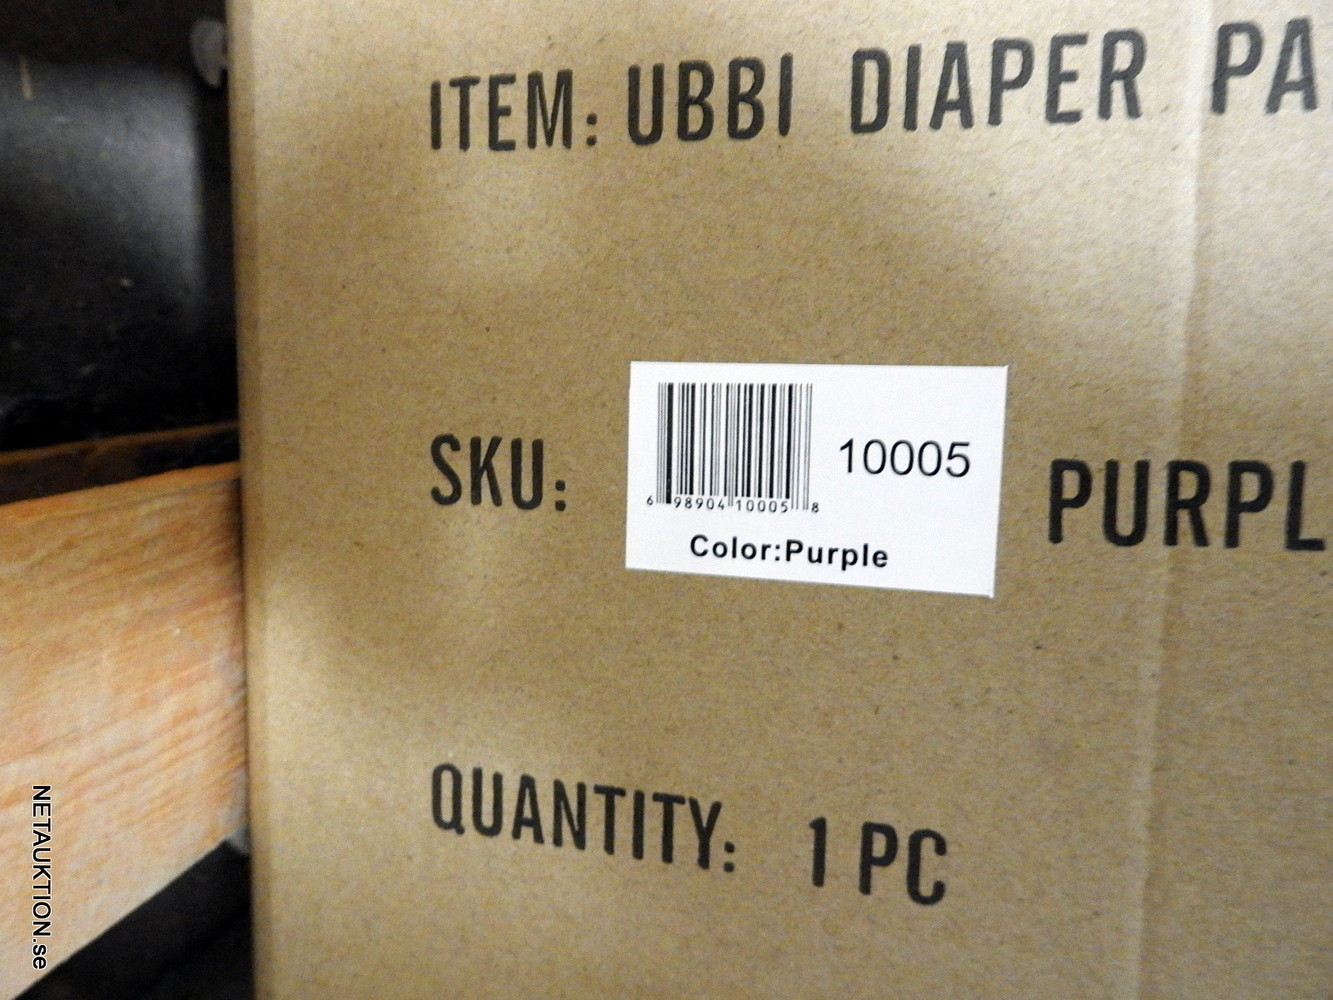 ITEM: UBBI DIAPER PA
SKU:
10005
6 98904 10005 8
Color:Purple
PURPL
QUANTITY: 1 PC
NETAUKTION.se